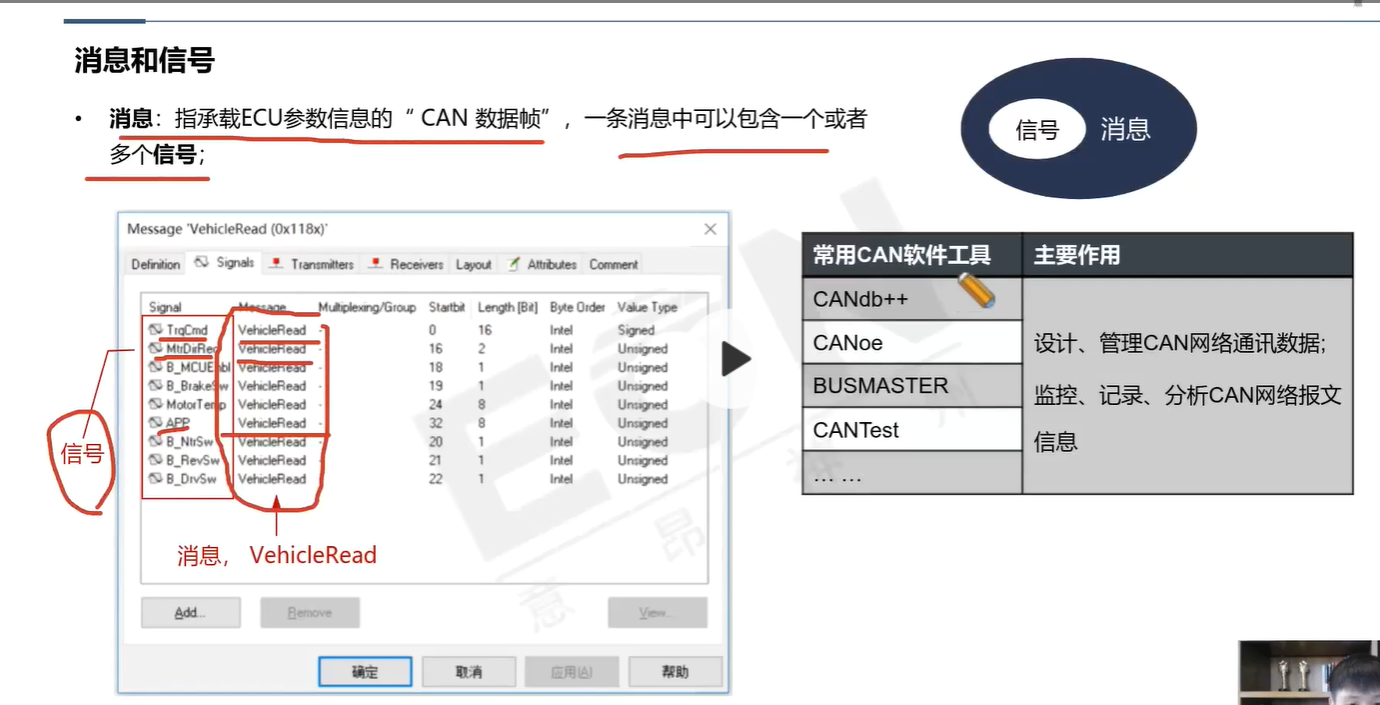 消息和信号
• 消息：指承载ECU参数信息的“ CAN 数据帧”，一条消息中可以包含一个或者
多个信号；
信号 消息
Message 'VehicleRead (0x118x)'
Definition Signals Transmitters Receivers Layout Attributes Comment
Signal Message Multiplexing/Group Startbit Length [Bit] Byte Order Value Type
TrqCmd VehicleRead - 0 16 Intel Signed
MtrDirReq VehicleRead - 16 2 Intel Unsigned
B_MCUEnbl VehicleRead - 18 1 Intel Unsigned
B_BrakeSw VehicleRead - 19 1 Intel Unsigned
MotorTemp VehicleRead - 24 8 Intel Unsigned
APP VehicleRead - 32 8 Intel Unsigned
B_NtrSw VehicleRead - 20 1 Intel Unsigned
B_RevSw VehicleRead - 21 1 Intel Unsigned
B_DrvSw VehicleRead - 22 1 Intel Unsigned
信号
消息， VehicleRead
Add... Remove View...
确定 取消 应用(A) 帮助
常用CAN软件工具 主要作用
CANdb++
CANoe
BUSMASTER
CANTest
… …
设计、管理CAN网络通讯数据;
监控、记录、分析CAN网络报文
信息